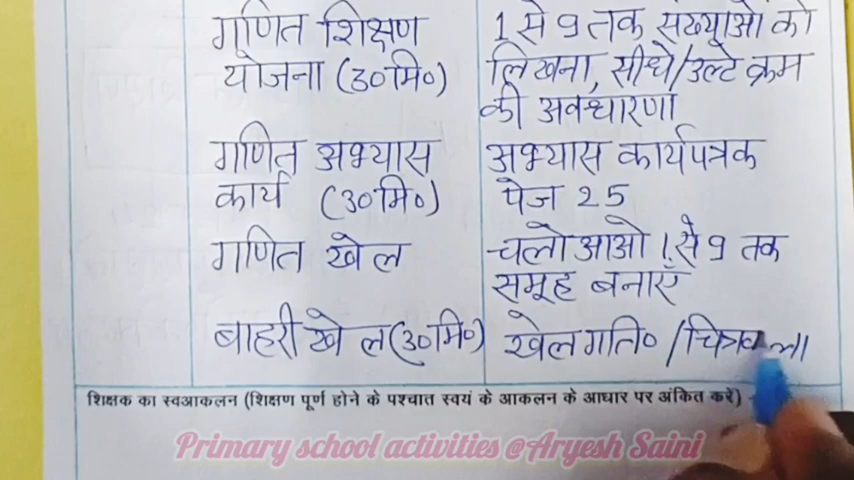 गणित शिक्षण
योजना (30मि०)
1 से 9 तक संख्याओ को
लिखना, सीधे/उल्टे क्रम
की अवधारणा
गणित अभ्यास
कार्य (30मि०)
अभ्यास कार्यपत्रक
पेज 25
गणित खेल
चलो आओ 1 से 9 तक
समूह बनाएँ
बाहरी खेल(30मि०)
खेल गति० /चित्रकला
शिक्षक का स्वआकलन (शिक्षण पूर्ण होने के पश्चात स्वयं के आकलन के आधार पर अंकित करें)
Primary school activities @Aryesh Saini